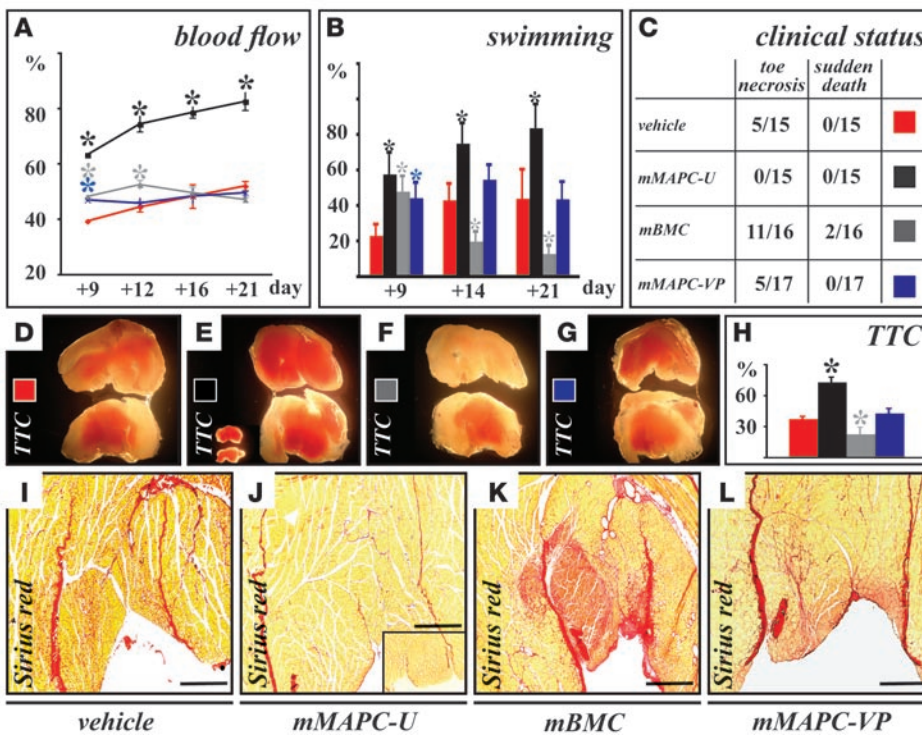 A
blood flow
%
80
60
40
20
+9 +12 +16 +21 day
* * * *
* *
*
B
swimming
%
80
60
40
20
+9 +14 +21 day
* * *
* * * *
C
clinical status
toe necrosis
sudden death
vehicle 5/15 0/15
mMAPC-U 0/15 0/15
mBMC 11/16 2/16
mMAPC-VP 5/17 0/17
D
TTC
E
TTC
F
TTC
G
TTC
H
TTC
%
60
30
*
*
I
Sirius red
J
Sirius red
K
Sirius red
L
Sirius red
vehicle
mMAPC-U
mBMC
mMAPC-VP